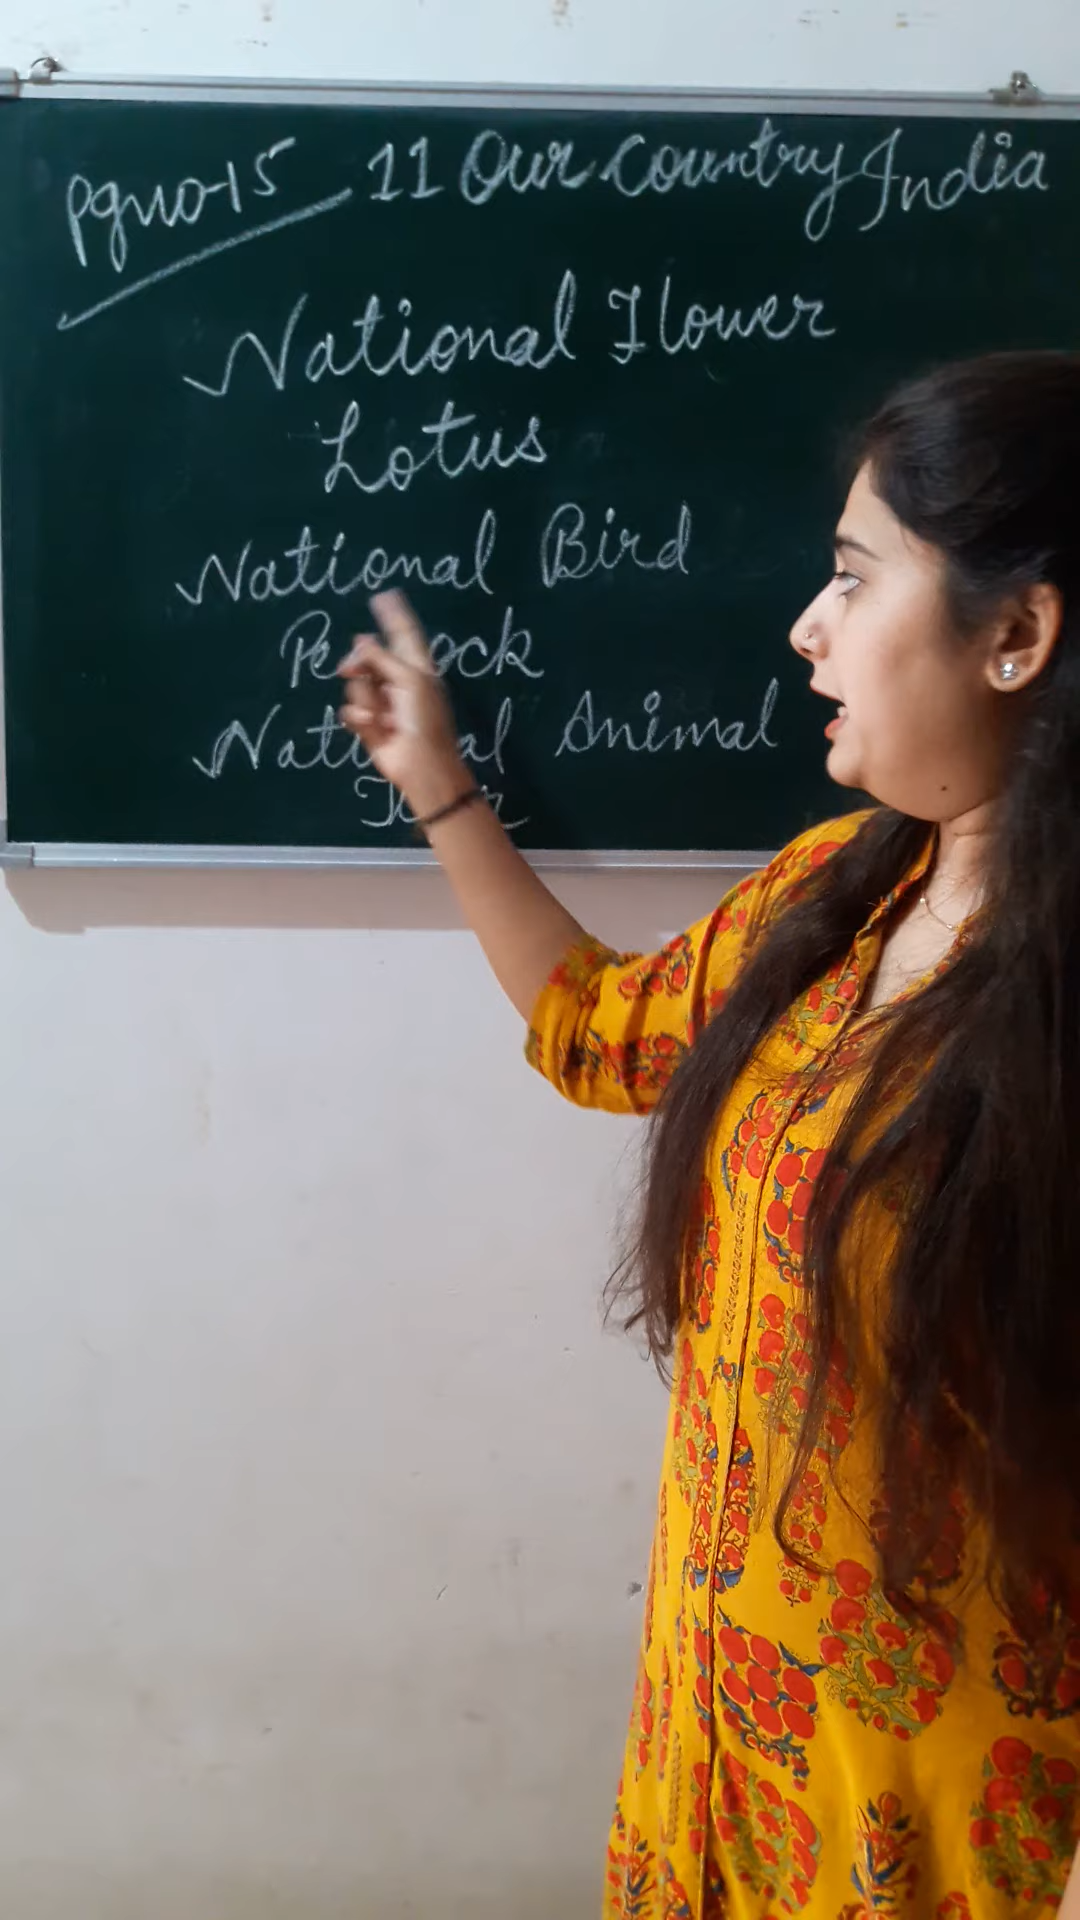 Pg no-15 11 Our Country India
National Flower
Lotus
National Bird
National Animal